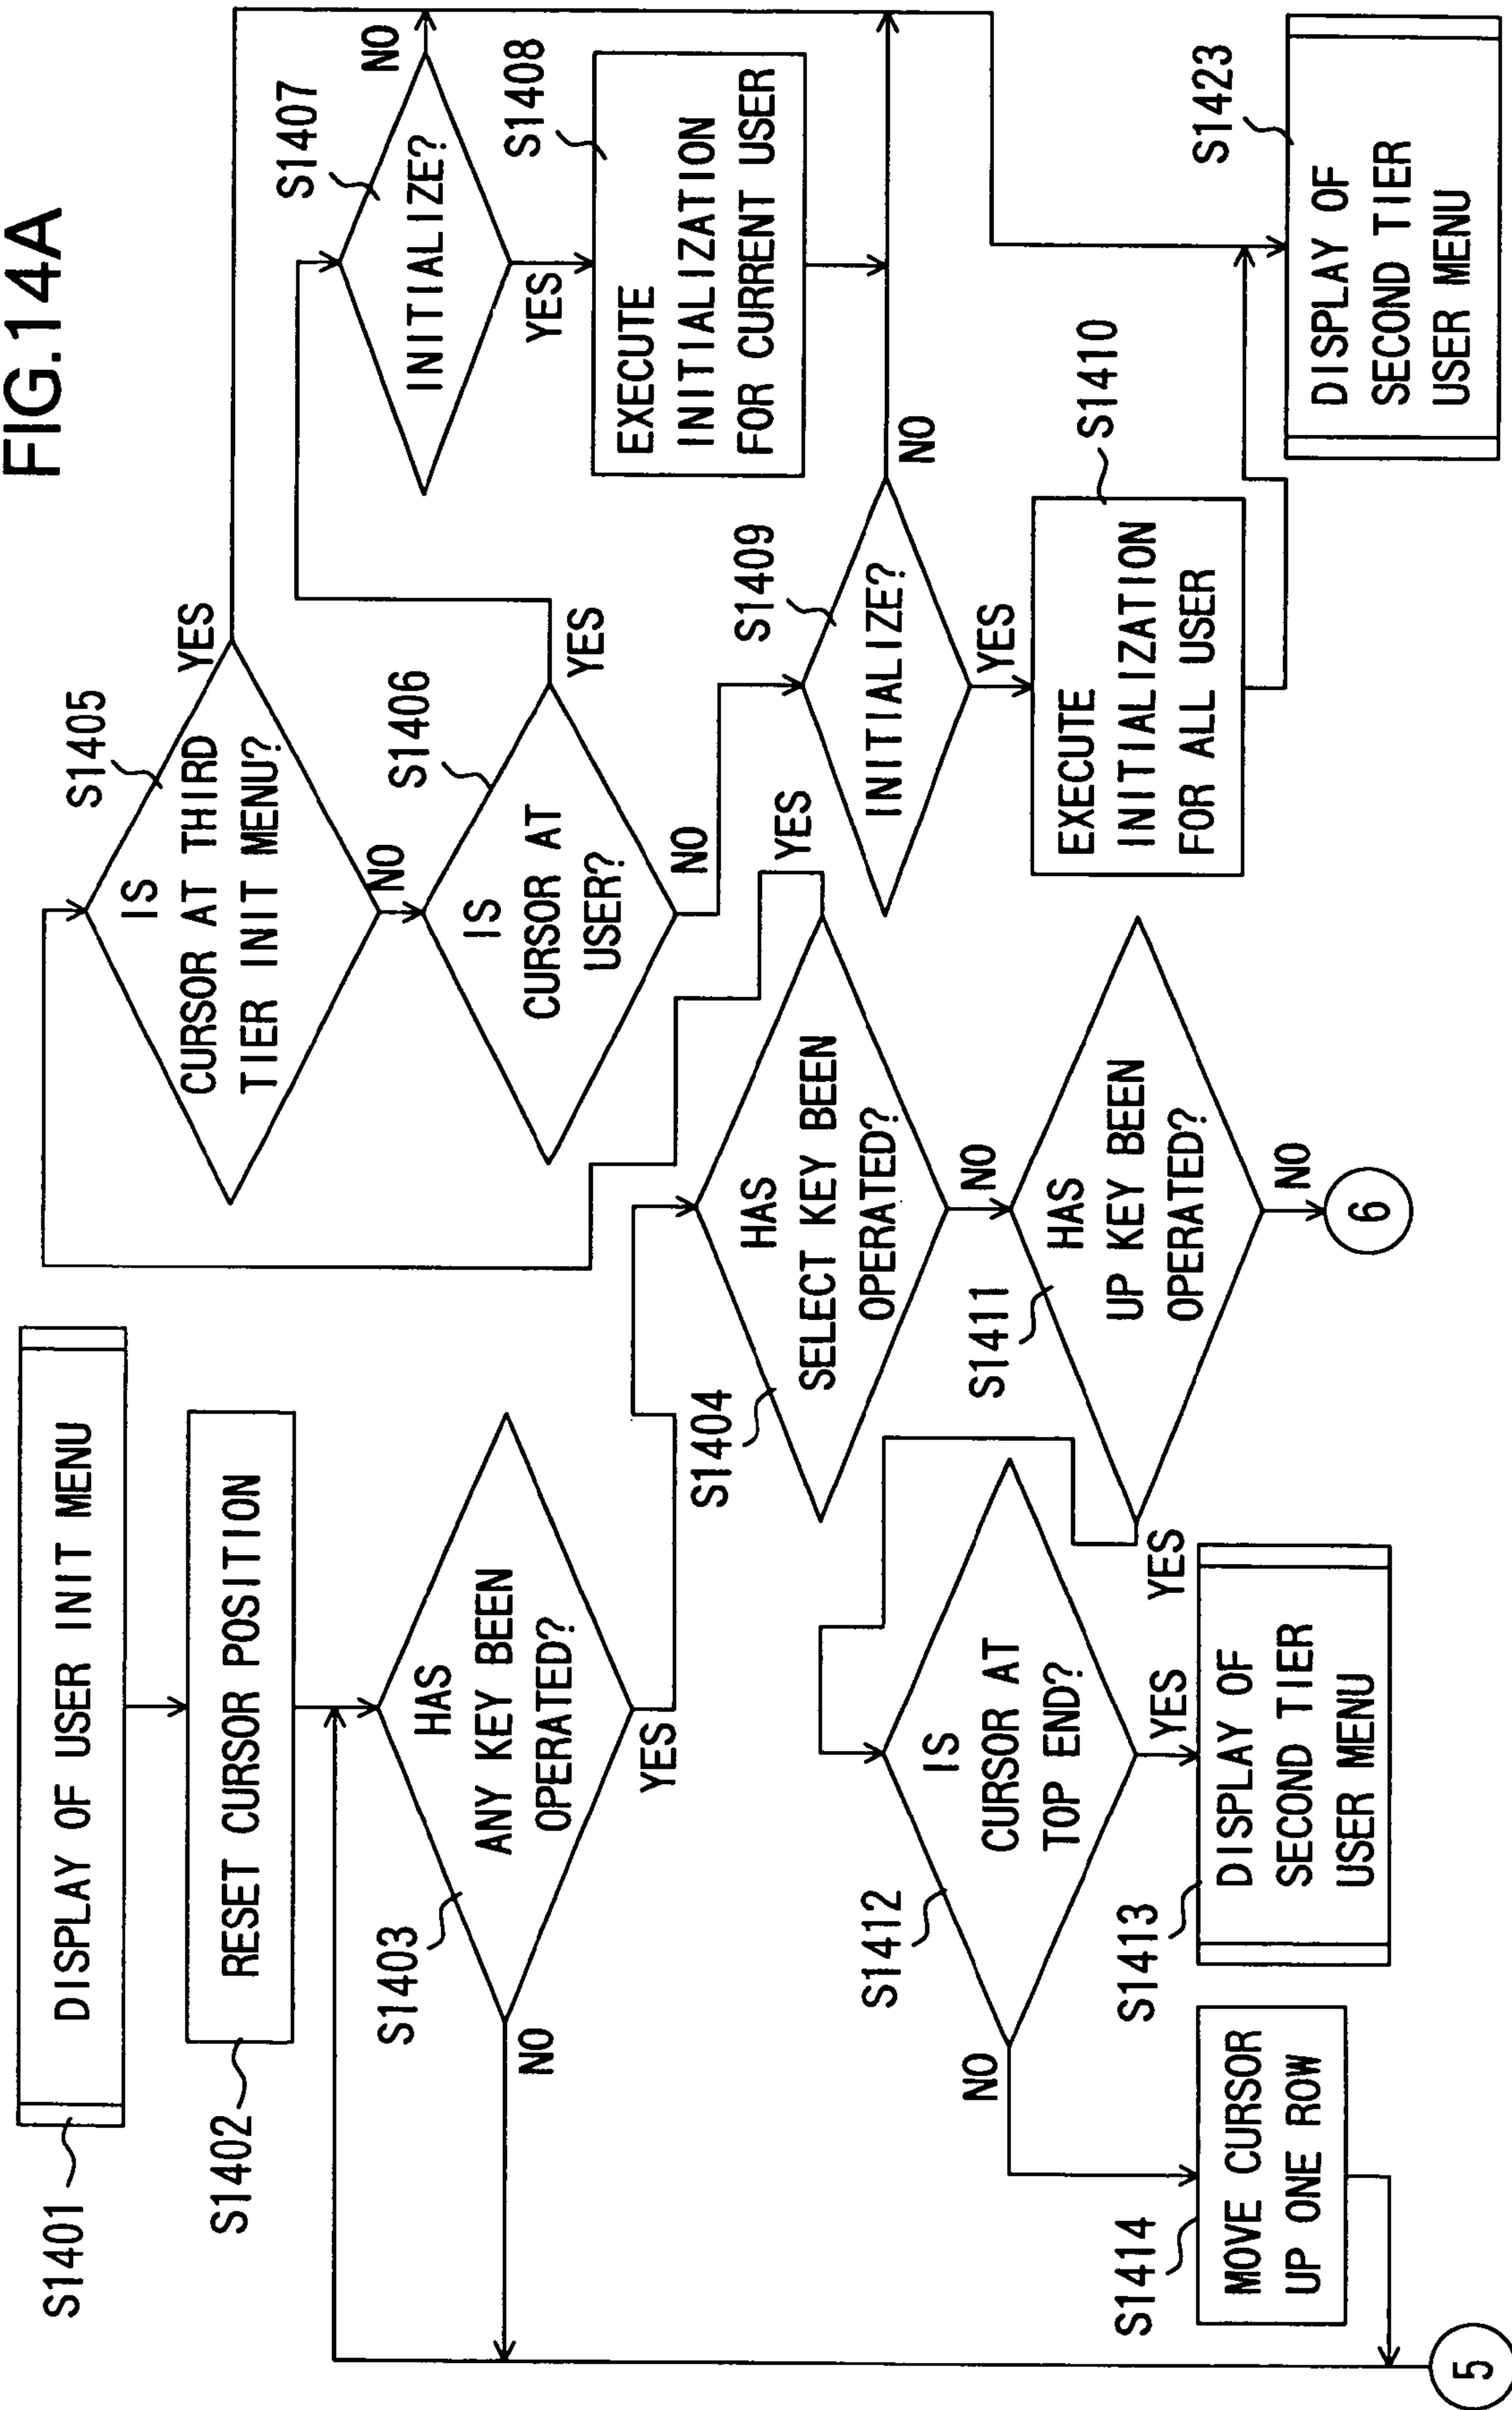 FIG.14A
S1401
DISPLAY OF USER INIT MENU
S1402
RESET CURSOR POSITION
S1403
HAS
ANY KEY BEEN
OPERATED?
NO
YES
S1404
HAS
SELECT KEY BEEN
OPERATED?
YES
NO
S1405
IS
CURSOR AT THIRD
TIER INIT MENU?
YES
NO
S1406
IS
CURSOR AT
USER?
YES
NO
S1407
INITIALIZE?
NO
YES
S1408
EXECUTE
INITIALIZATION
FOR CURRENT USER
S1409
INITIALIZE?
NO
YES
S1410
EXECUTE
INITIALIZATION
FOR ALL USER
S1411
HAS
UP KEY BEEN
OPERATED?
YES
NO
6
S1412
IS
CURSOR AT
TOP END?
NO
YES
S1413
DISPLAY OF
SECOND TIER
USER MENU
S1414
MOVE CURSOR
UP ONE ROW
5
S1423
DISPLAY OF
SECOND TIER
USER MENU